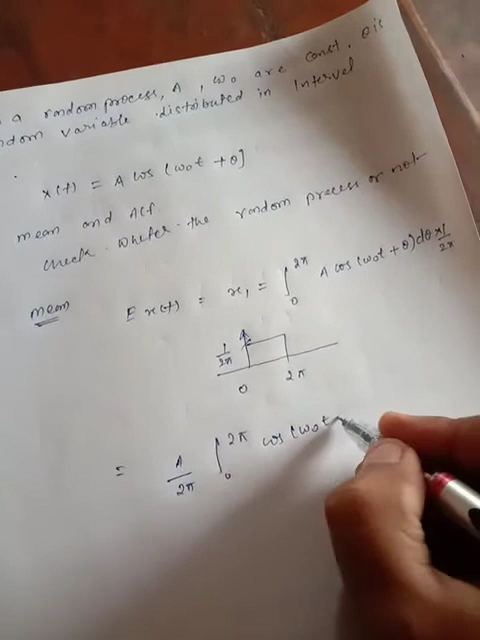 a random process, A, ω₀ are const. θ is
random variable distributed in Interval
x(t) = A cos [ω₀t + θ]
mean and ACF.
check. whether the random process or not
mean E x(t) = x₁ = ∫₀^2π A cos(ω₀t + θ) dθ × 1/2π
1/2π
0 2π
= A/2π ∫₀^2π cos(ω₀t